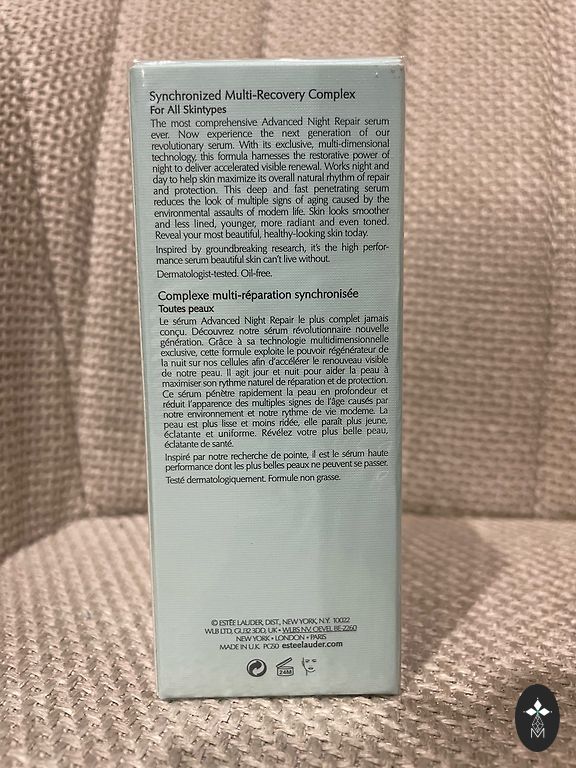 Synchronized Multi-Recovery Complex
For All Skintypes
The most comprehensive Advanced Night Repair serum
ever. Now experience the next generation of our
revolutionary serum. With its exclusive, multi-dimensional
technology, this formula harnesses the restorative power of
night to deliver accelerated visible renewal. Works night and
day to help skin maximize its overall natural rhythm of repair
and protection. This deep and fast penetrating serum
reduces the look of multiple signs of aging caused by the
environmental assaults of modern life. Skin looks smoother
and less lined, younger, more radiant and even toned.
Reveal your most beautiful, healthy-looking skin today.
Inspired by groundbreaking research, it's the high perfor-
mance serum beautiful skin can't live without.
Dermatologist-tested. Oil-free.
Complexe multi-réparation synchronisée
Toutes peaux
Le sérum Advanced Night Repair le plus complet jamais
conçu. Découvrez notre sérum révolutionnaire nouvelle
génération. Grâce à sa technologie multidimensionnelle
exclusive, cette formule exploite le pouvoir régénérateur de
la nuit sur nos cellules afin d'accélérer le renouveau visible
de notre peau. Il agit jour et nuit pour aider la peau à
maximiser son rythme naturel de réparation et de protection.
Ce sérum pénètre rapidement la peau en profondeur et
réduit l'apparence des multiples signes de l'âge causés par
notre environnement et notre rythme de vie moderne. La
peau est plus lisse et moins ridée, elle paraît plus jeune,
éclatante et uniforme. Révélez votre plus belle peau,
éclatante de santé.
Inspiré par notre recherche de pointe, il est le sérum haute
performance dont les plus belles peaux ne peuvent se passer.
Testé dermatologiquement. Formule non grasse.
© ESTÉE LAUDER, DIST., NEW YORK, N.Y. 10022
WLB LTD, GU32 3DD, UK • WLBS NV, OEVEL BE-2260
NEW YORK • LONDON • PARIS
MADE IN U.K. PC50 esteelauder.com
24M